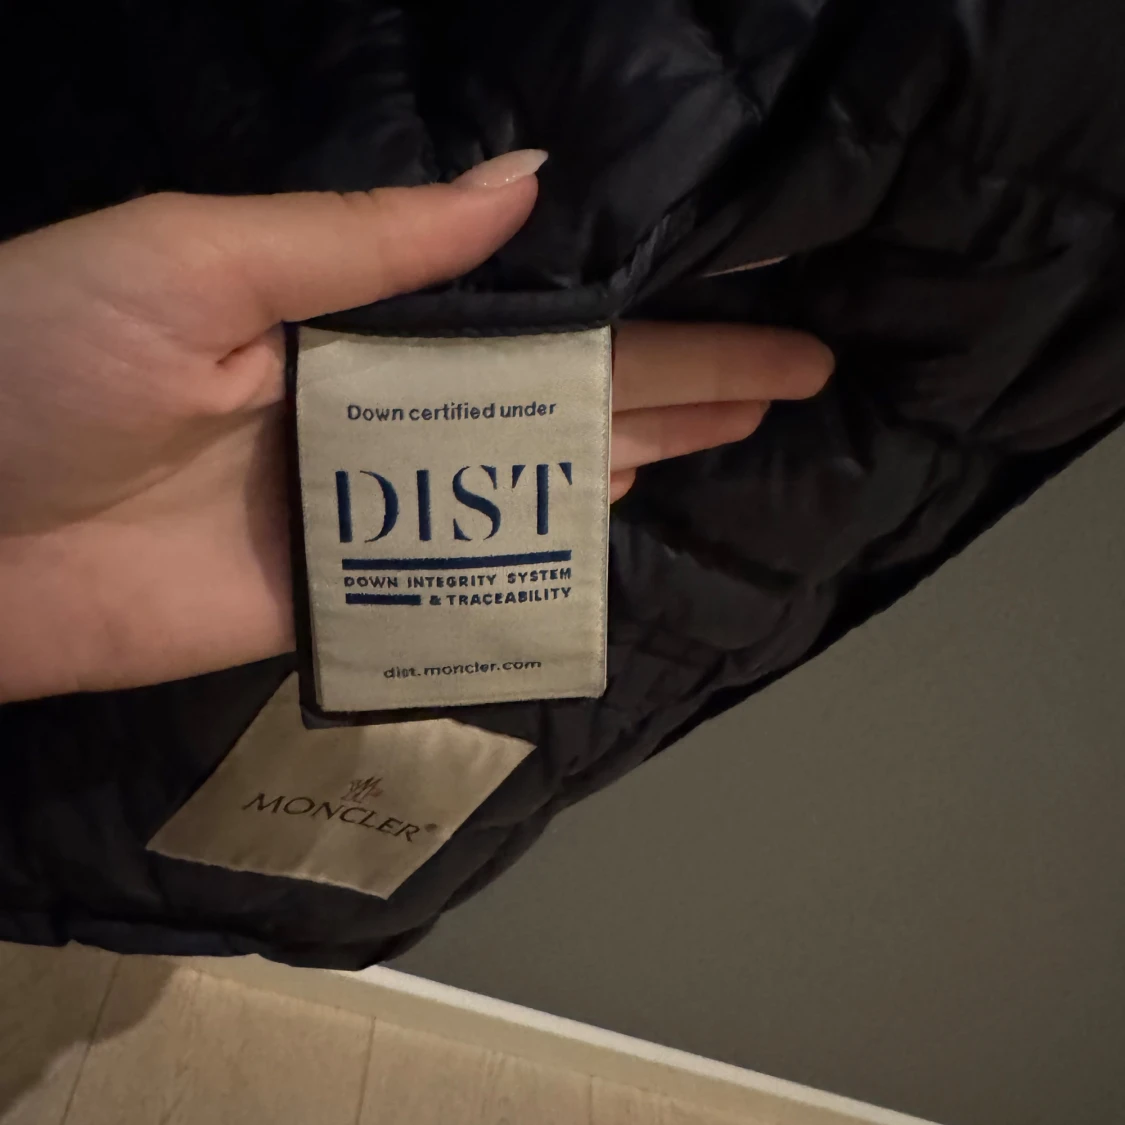 Down certified under
DIST
DOWN INTEGRITY SYSTEM
& TRACEABILITY
dist.moncler.com
MONCLER®